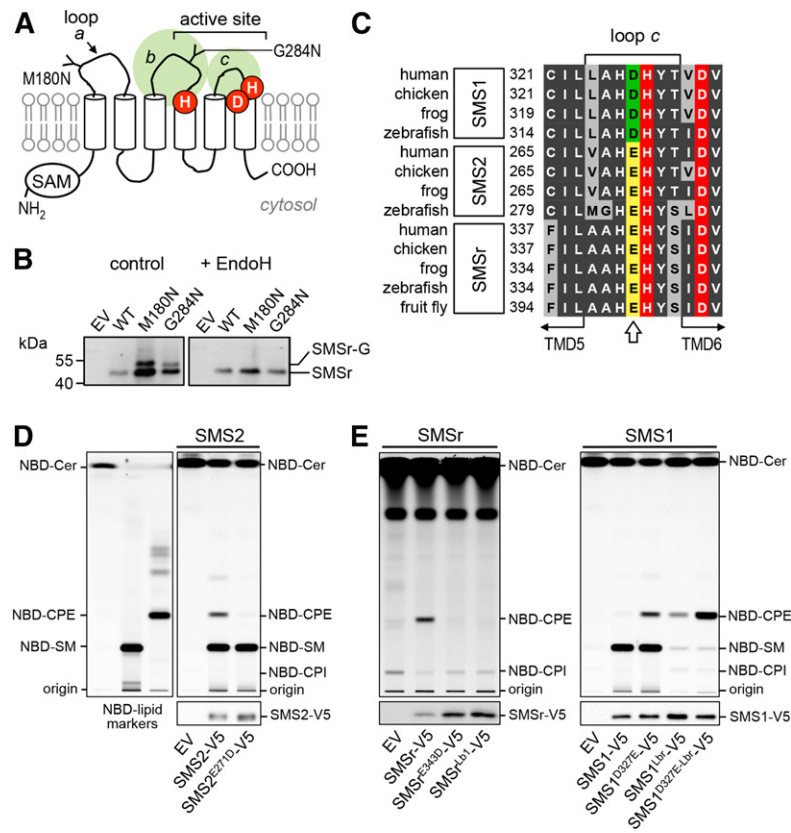 A
loop
a
active site
b
c
G284N
M180N
H
D
H
SAM
NH2
COOH
cytosol
B
control + EndoH
EV WT M180N G284N EV WT M180N G284N
kDa
55
40
SMSr-G
SMSr
C
loop c
human 321 C I L L A H D H Y T V D V
chicken 321 C I L L A H D H Y T V D V
frog 319 C I L L A H D H Y T V D V
zebrafish 314 C I L L A H D H Y T I D V
SMS1
human 265 C I L V A H E H Y T I D V
chicken 265 C I L V A H E H Y T V D V
frog 265 C I L V A H E H Y T I D V
zebrafish 279 C I L M G H E H Y S L D V
SMS2
human 337 F I L A A H E H Y S I D V
chicken 337 F I L A A H E H Y S I D V
frog 334 F I L A A H E H Y S I D V
zebrafish 334 F I L A A H E H Y S I D V
fruit fly 394 F I L A A H E H Y S I D V
SMSr
TMD5 TMD6
D
SMS2
NBD-Cer NBD-Cer
NBD-CPE NBD-CPE
NBD-SM NBD-SM
NBD-CPI
origin origin
NBD-lipid
markers
SMS2-V5
EV SMS2-V5 SMS2E271D-V5
E
SMSr SMS1
NBD-Cer NBD-Cer
NBD-CPE NBD-CPE
NBD-SM
NBD-CPI NBD-CPI
origin origin
SMSr-V5 SMS1-V5
EV SMSr-V5 SMSrE343D-V5 SMSrLb1-V5
EV SMS1-V5 SMS1D327E-V5 SMS1Lbr-V5 SMS1D327E-Lbr-V5